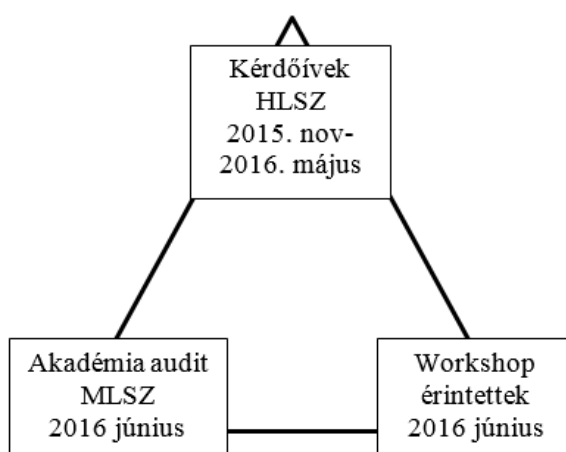 Kérdőívek
HLSZ
2015. nov-
2016. május
Akadémia audit
MLSZ
2016 június
Workshop
érintettek
2016 június